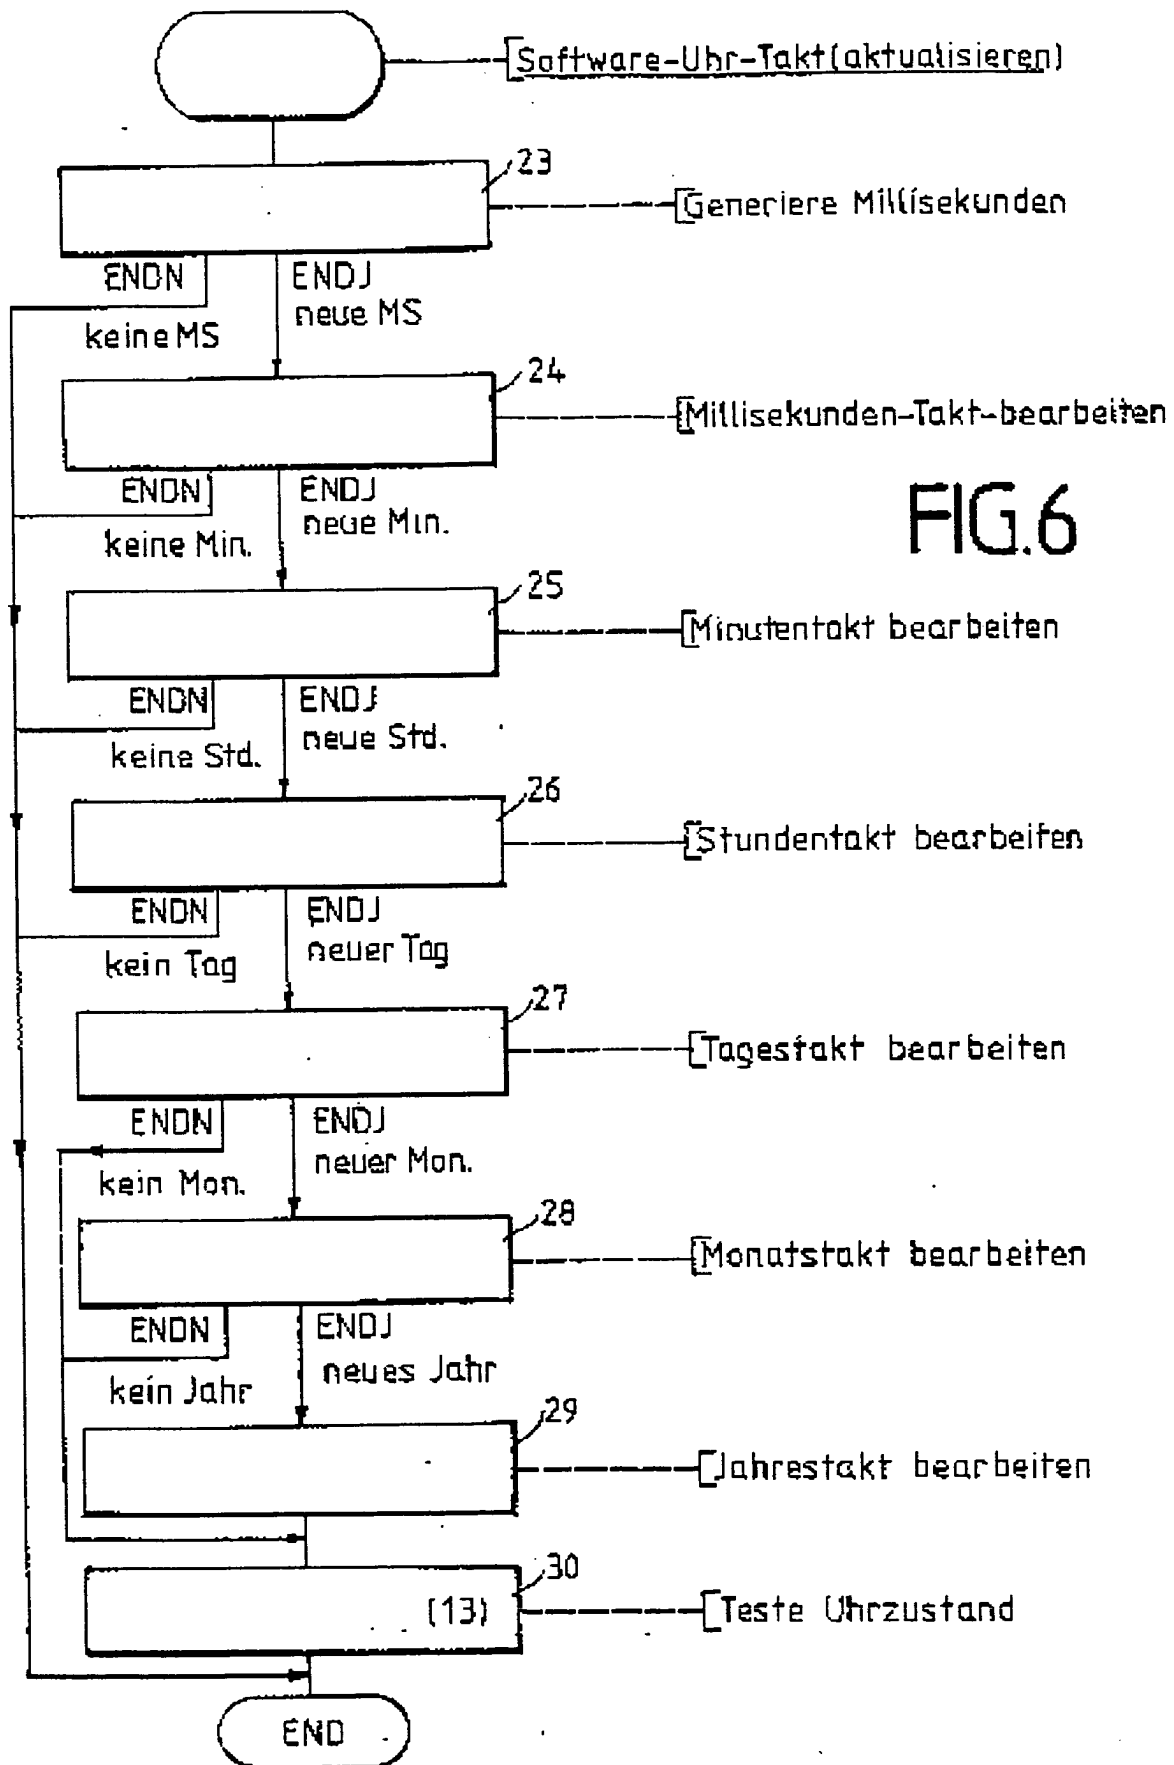 Software-Uhr-Takt(aktualisieren)
23
Generiere Millisekunden
ENDN
ENDJ
keine MS
neue MS
24
Millisekunden-Takt-bearbeiten
ENDN
ENDJ
keine Min.
neue Min.
FIG.6
25
Minutentakt bearbeiten
ENDN
ENDJ
keine Std.
neue Std.
26
Stundentakt bearbeiten
ENDN
ENDJ
kein Tag
neuer Tag
27
Tagestakt bearbeiten
ENDN
ENDJ
kein Mon.
neuer Mon.
28
Monatstakt bearbeiten
ENDN
ENDJ
kein Jahr
neues Jahr
29
Jahrestakt bearbeiten
30
(13)
Teste Uhrzustand
END